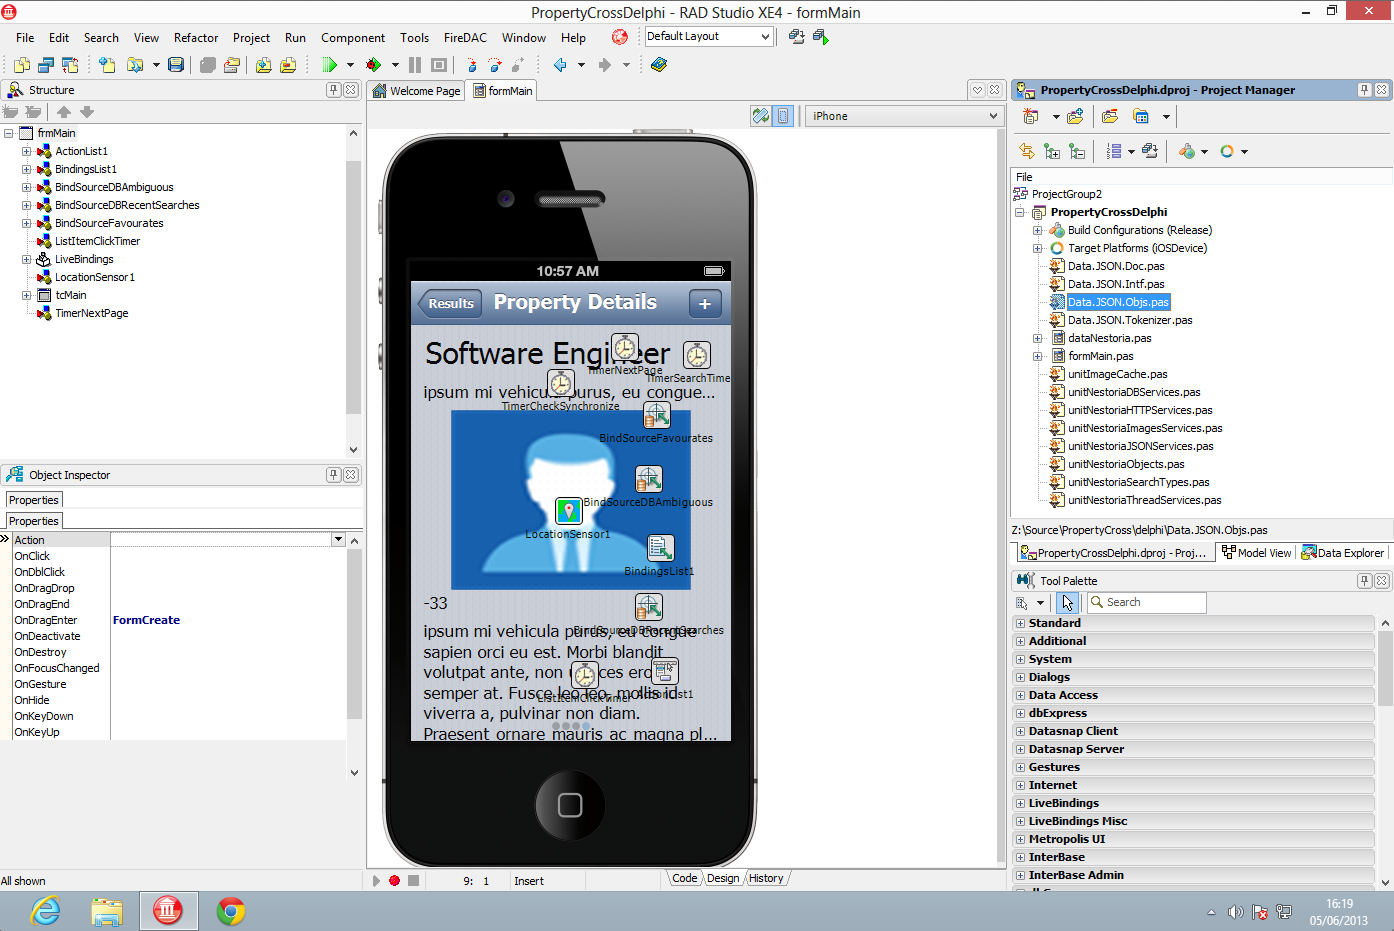 PropertyCrossDelphi - RAD Studio XE4 - formMain
File Edit Search View Refactor Project Run Component Tools FireDAC Window Help
Default Layout
Structure
frmMain
ActionList1
BindingsList1
BindSourceDBAmbiguous
BindSourceDBRecentSearches
BindSourceFavourates
ListItemClickTimer
LiveBindings
LocationSensor1
tcMain
TimerNextPage
Object Inspector
Properties
Properties
Action
OnClick
OnDblClick
OnDragDrop
OnDragEnd
OnDragEnter FormCreate
OnDeactivate
OnDestroy
OnFocusChanged
OnGesture
OnHide
OnKeyDown
OnKeyUp
All shown
Welcome Page formMain
iPhone
10:57 AM
Results Property Details +
Software Engineer
TimerNextPage
TimerSearchTime
ipsum mi vehicula purus, eu congue...
TimerCheckSynchronize
BindSourceFavourates
BindSourceDBAmbiguous
LocationSensor1
BindingsList1
-33
BindSourceDBRecentSearches
ipsum mi vehicula purus, eu congue
sapien orci eu est. Morbi blandit
volutpat ante, non ultrices eros
semper at. Fusce leo leo, mollis id
ListItemClickTimer
ActionList1
viverra a, pulvinar non diam.
Praesent ornare mauris ac magna pl...
9: 1 Insert
Code Design History
PropertyCrossDelphi.dproj - Project Manager
File
ProjectGroup2
PropertyCrossDelphi
Build Configurations (Release)
Target Platforms (iOSDevice)
Data.JSON.Doc.pas
Data.JSON.Intf.pas
Data.JSON.Objs.pas
Data.JSON.Tokenizer.pas
dataNestoria.pas
formMain.pas
unitImageCache.pas
unitNestoriaDBServices.pas
unitNestoriaHTTPServices.pas
unitNestoriaImagesServices.pas
unitNestoriaJSONServices.pas
unitNestoriaObjects.pas
unitNestoriaSearchTypes.pas
unitNestoriaThreadServices.pas
Z:\Source\PropertyCross\delphi\Data.JSON.Objs.pas
PropertyCrossDelphi.dproj - Proj... Model View Data Explorer
Tool Palette
Search
Standard
Additional
System
Dialogs
Data Access
dbExpress
Datasnap Client
Datasnap Server
Gestures
Internet
LiveBindings
LiveBindings Misc
Metropolis UI
InterBase
InterBase Admin
16:19
05/06/2013